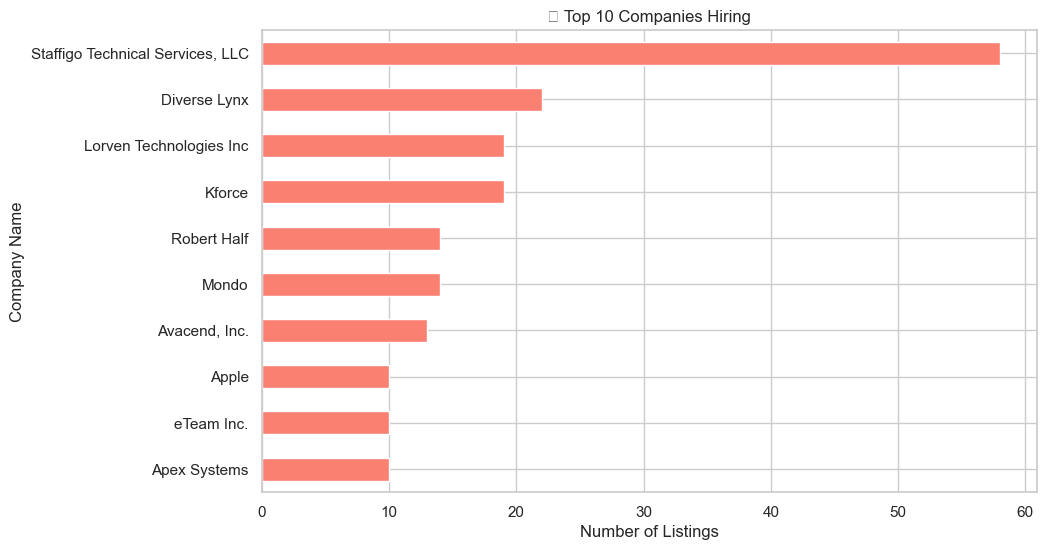 Top 10 Companies Hiring
Staffigo Technical Services, LLC
Diverse Lynx
Lorven Technologies Inc
Kforce
Robert Half
Mondo
Avacend, Inc.
Apple
eTeam Inc.
Apex Systems
Company Name
0 10 20 30 40 50 60
Number of Listings